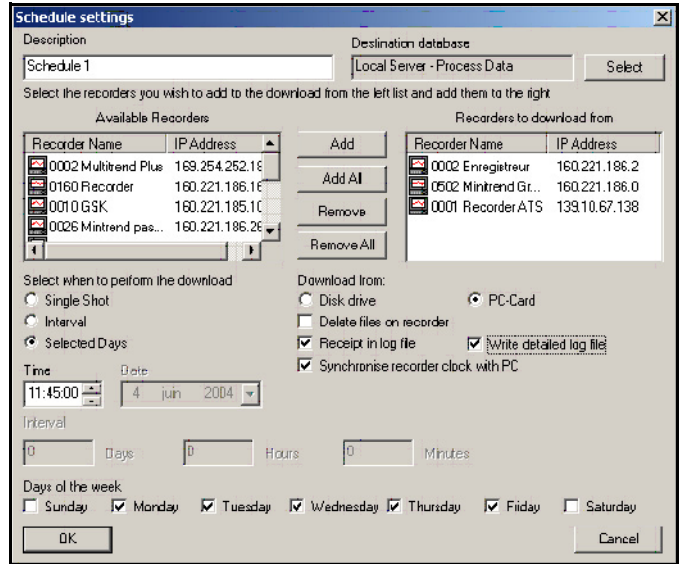 Schedule settings
Description
Destination database
Schedule 1
Local Server - Process Data
Select
Select the recorders you wish to add to the download from the left list and add them to the right
Available Recorders
Recorders to download from
Recorder Name IP Address
Add
Recorder Name IP Address
0002 Multitrend Plus 169.254.252.18
0160 Recorder 160.221.186.16
0010 GSK 160.221.185.10
0026 Mintrend pas... 160.221.186.26
Add All
Remove
Remove All
0002 Enregistreur 160.221.186.2
0502 Minitrend Gr... 160.221.186.0
0001 Recorder ATS 139.10.67.138
Select when to perform the download
Single Shot
Interval
Selected Days
Download from:
Disk drive
PC-Card
Delete files on recorder
Receipt in log file
Write detailed log file
Synchronise recorder clock with PC
Time
Date
11:45:00
4 juin 2004
Interval
0 Days 0 Hours 0 Minutes
Days of the week
Sunday Monday Tuesday Wednesday Thursday Friday Saturday
OK
Cancel